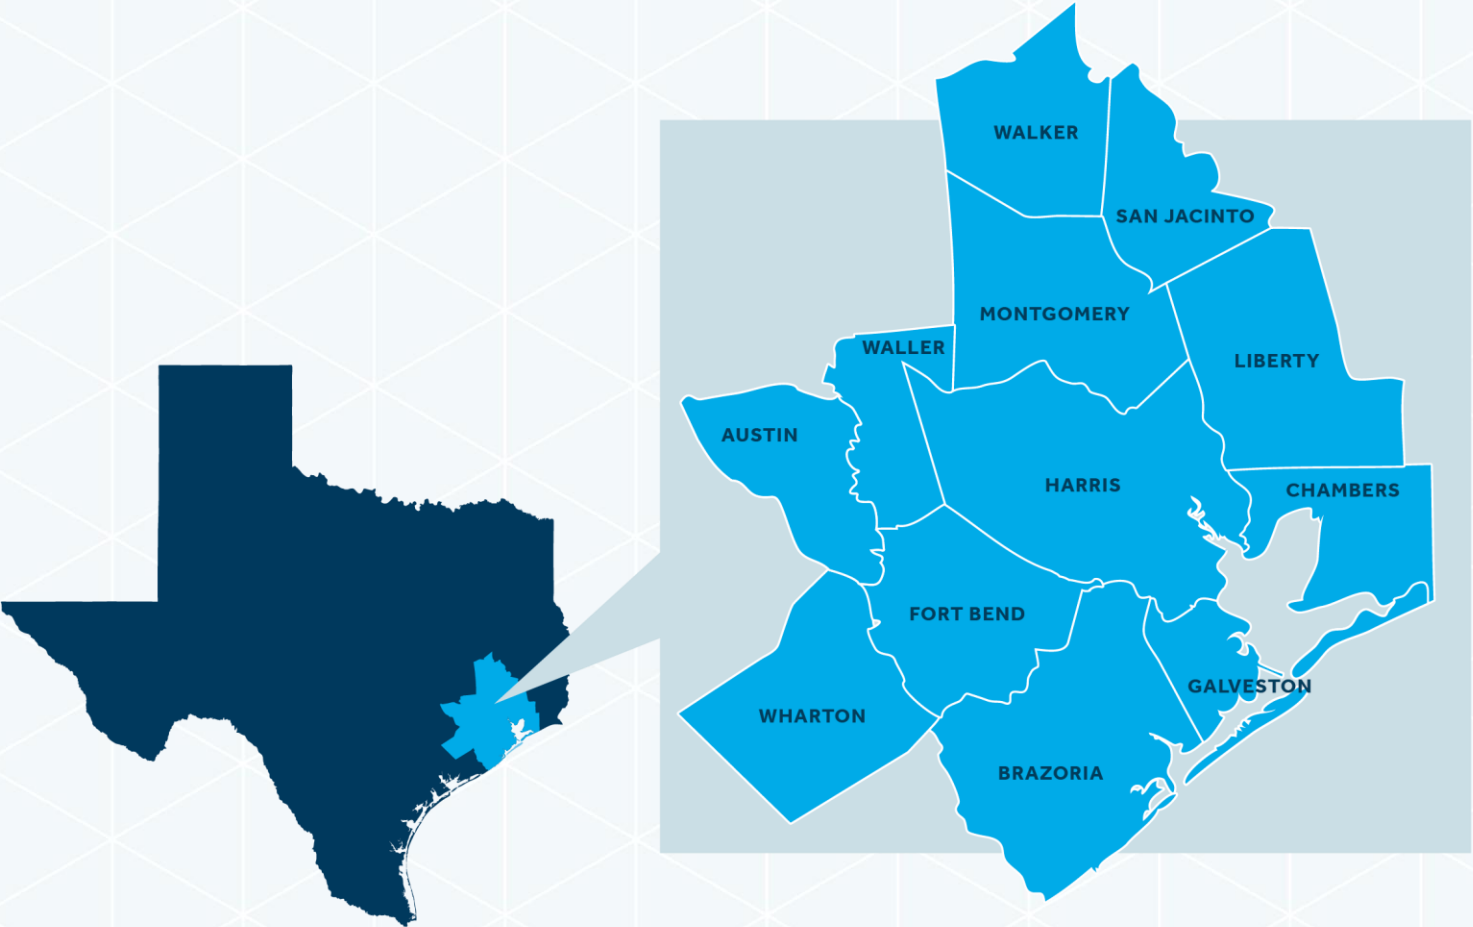 WALKER
SAN JACINTO
MONTGOMERY
WALLER
LIBERTY
AUSTIN
HARRIS
CHAMBERS
FORT BEND
GALVESTON
WHARTON
BRAZORIA